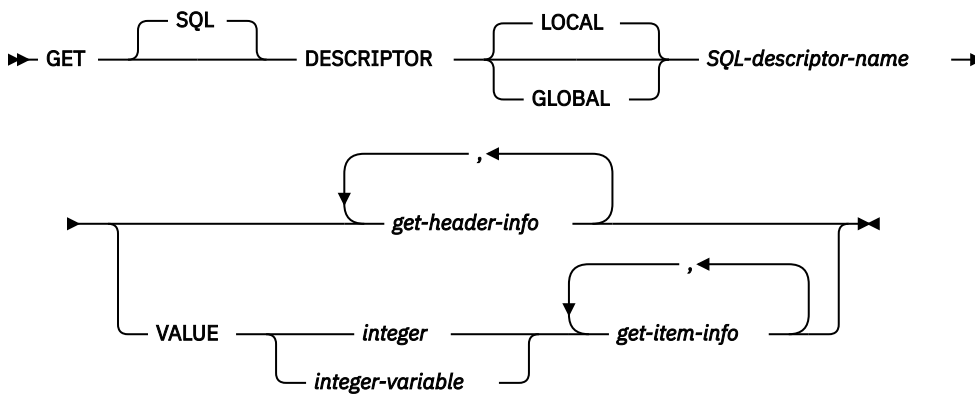 SQL LOCAL
GET DESCRIPTOR SQL-descriptor-name
GLOBAL
,
get-header-info
,
VALUE integer get-item-info
integer-variable